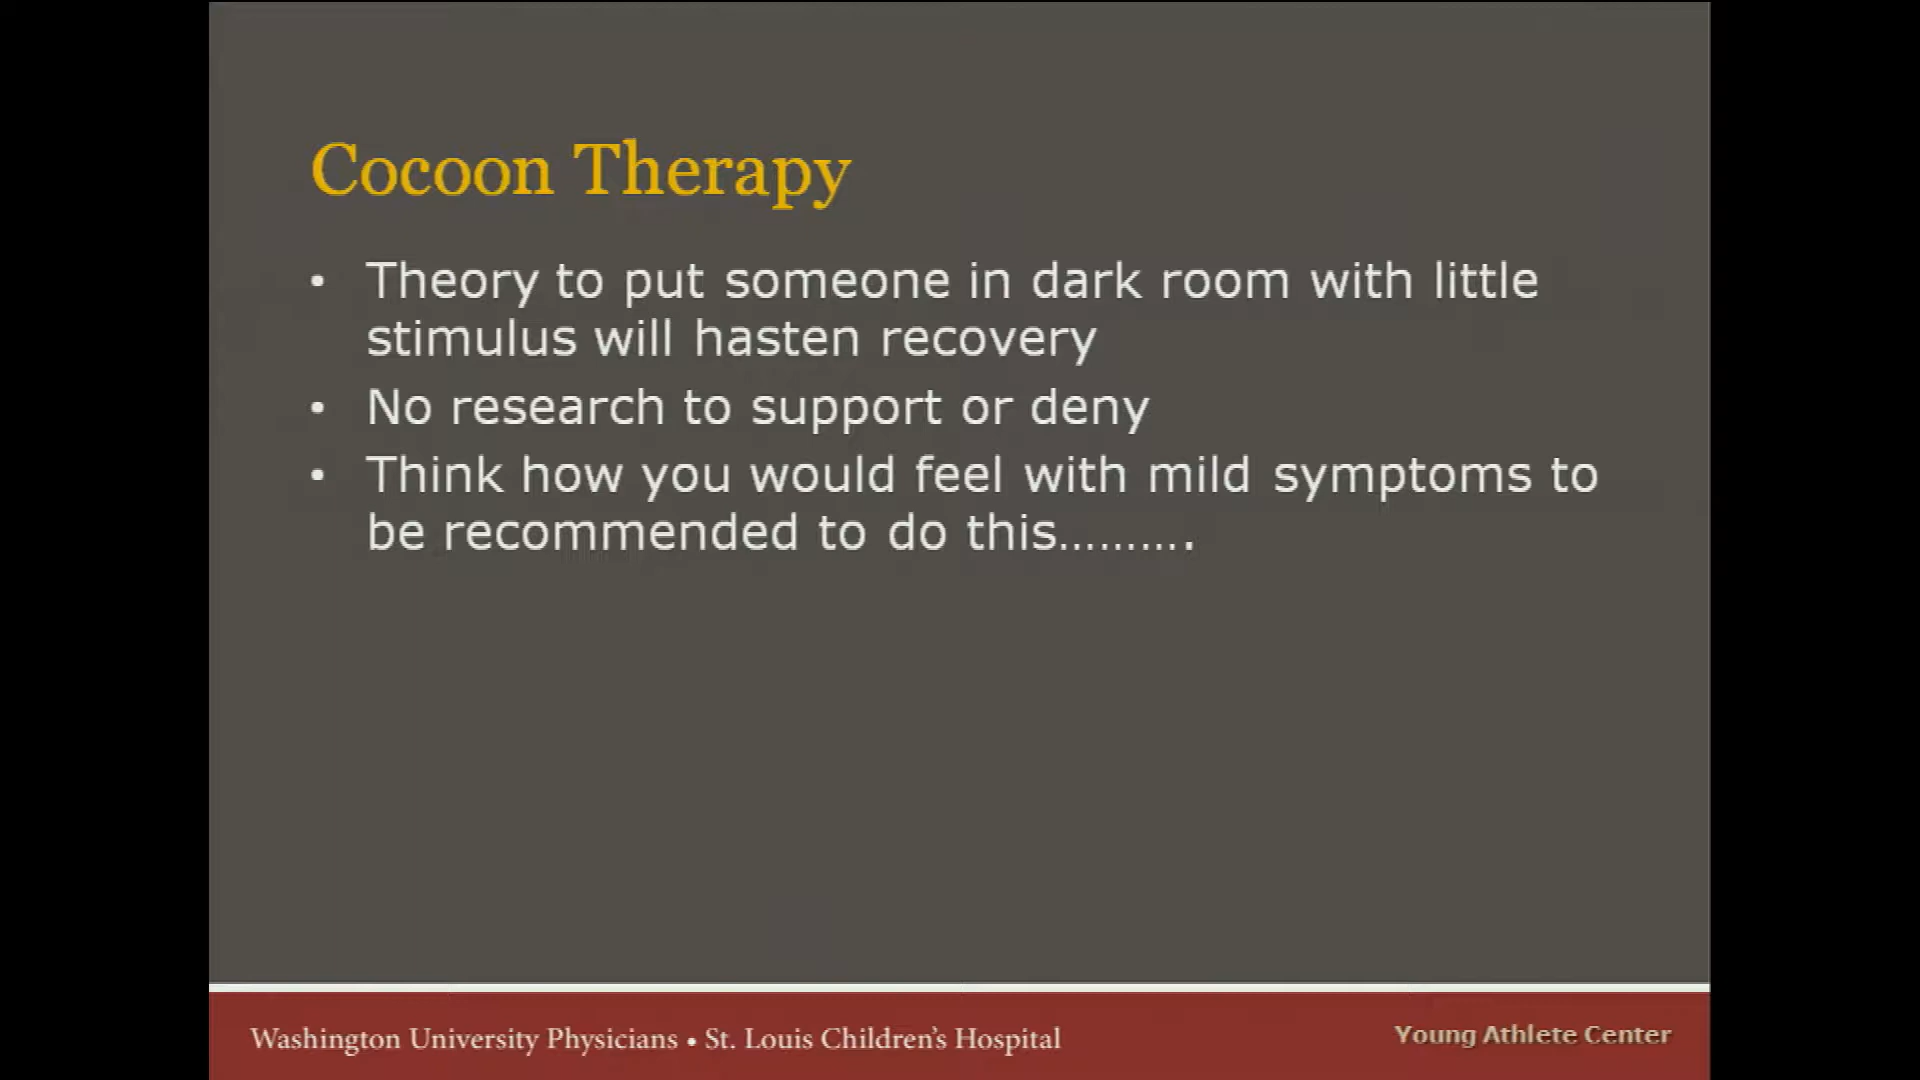 Cocoon Therapy
• Theory to put someone in dark room with little
stimulus will hasten recovery
• No research to support or deny
• Think how you would feel with mild symptoms to
be recommended to do this……….
Washington University Physicians • St. Louis Children’s Hospital
Young Athlete Center